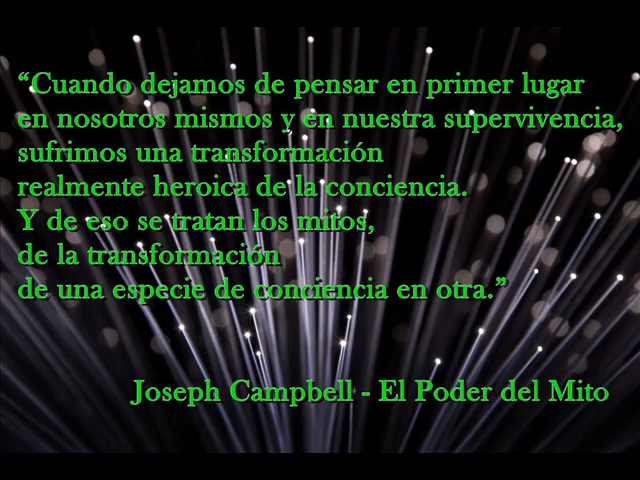 “Cuando dejamos de pensar en primer lugar
en nosotros mismos y en nuestra supervivencia,
sufrimos una transformación
realmente heroica de la conciencia.
Y de eso se tratan los mitos,
de la transformación
de una especie de conciencia en otra.”
Joseph Campbell - El Poder del Mito